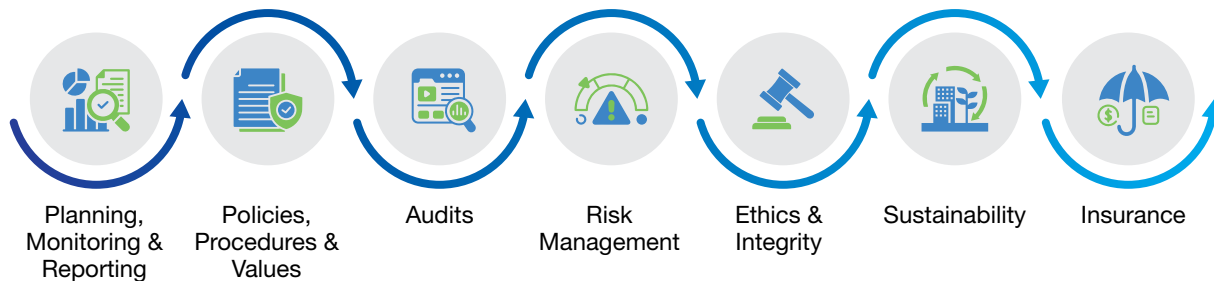 Planning,
Monitoring &
Reporting
Policies,
Procedures &
Values
Audits
Risk
Management
Ethics &
Integrity
Sustainability
Insurance
$